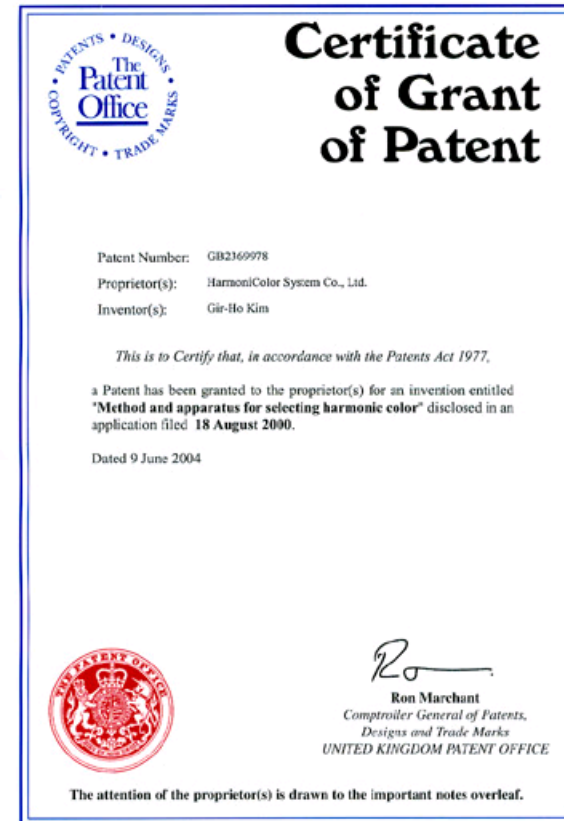 PATENTS • DESIGNS • COPYRIGHT • TRADE MARKS •
The
Patent
Office
Certificate
of Grant
of Patent
Patent Number: GB2369978
Proprietor(s): HarmoniColor System Co., Ltd.
Inventor(s): Gir-Ho Kim
This is to Certify that, in accordance with the Patents Act 1977,
a Patent has been granted to the proprietor(s) for an invention entitled
"Method and apparatus for selecting harmonic color" disclosed in an
application filed 18 August 2000.
Dated 9 June 2004
THE PATENT OFFICE
Ron Marchant
Comptroller General of Patents,
Designs and Trade Marks
UNITED KINGDOM PATENT OFFICE
The attention of the proprietor(s) is drawn to the important notes overleaf.